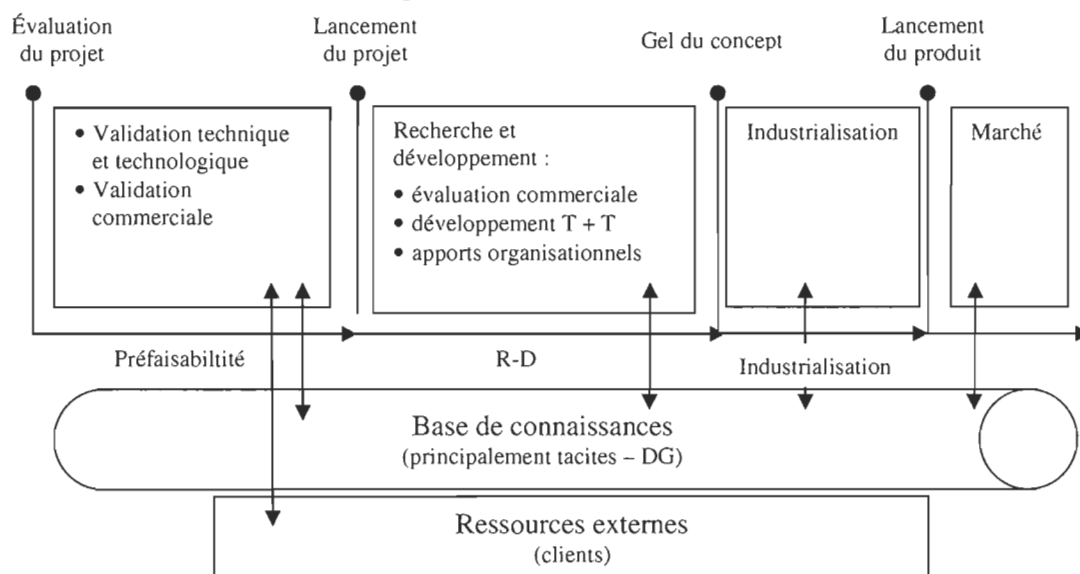 Évaluation
du projet
Lancement
du projet
Gel du concept
Lancement
du produit
• Validation technique
et technologique
• Validation
commerciale
Recherche et
développement :
• évaluation commerciale
• développement T + T
• apports organisationnels
Industrialisation
Marché
Préfaisabiltité
R-D
Industrialisation
Base de connaissances
(principalement tacites – DG)
Ressources externes
(clients)